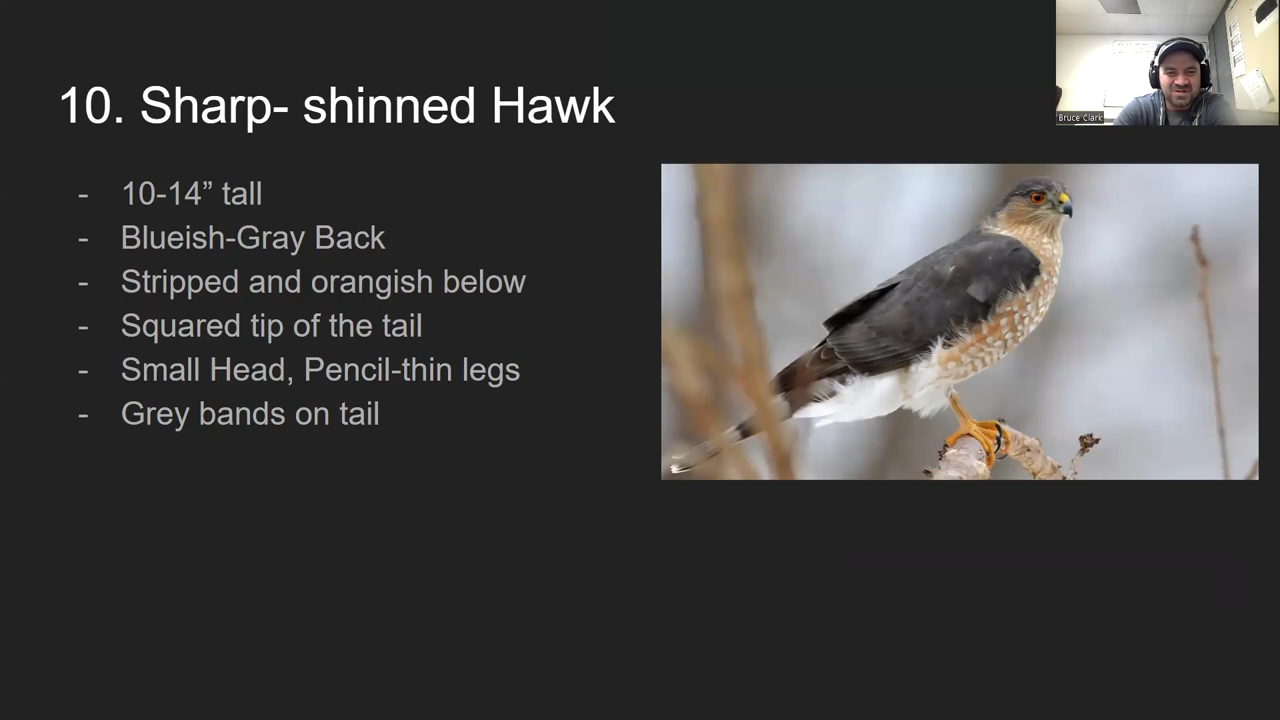 10. Sharp- shinned Hawk
Bruce Clark
- 10-14” tall
- Blueish-Gray Back
- Stripped and orangish below
- Squared tip of the tail
- Small Head, Pencil-thin legs
- Grey bands on tail